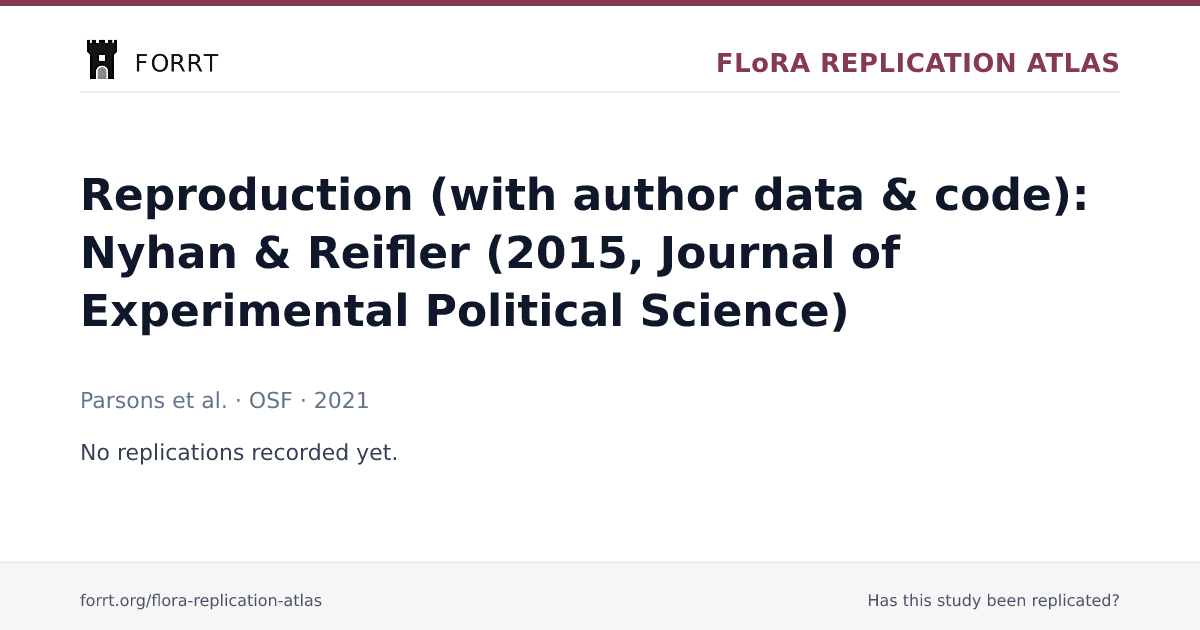 FORRT
FLoRA REPLICATION ATLAS
Reproduction (with author data & code):
Nyhan & Reifler (2015, Journal of
Experimental Political Science)
Parsons et al. · OSF · 2021
No replications recorded yet.
forrt.org/flora-replication-atlas
Has this study been replicated?